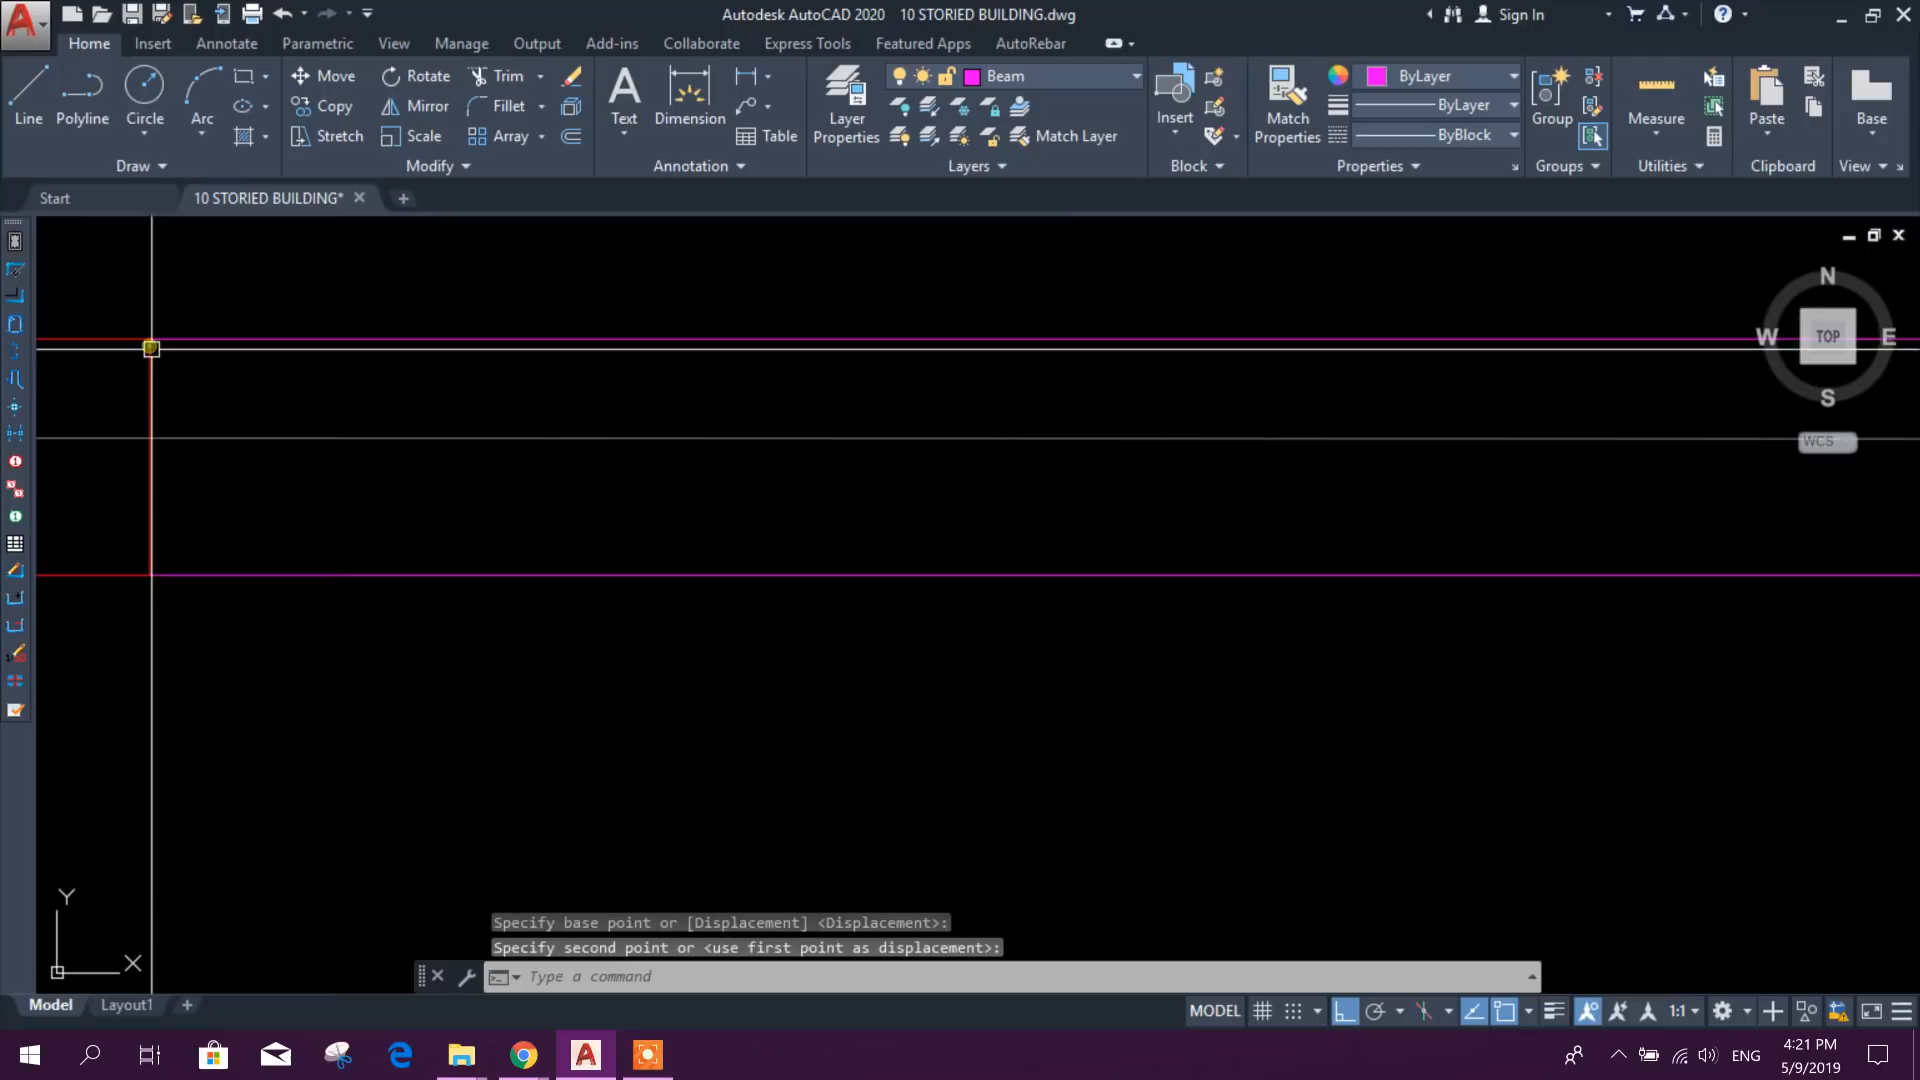 Autodesk AutoCAD 2020 10 STORIED BUILDING.dwg
Sign In
Home Insert Annotate Parametric View Manage Output Add-ins Collaborate Express Tools Featured Apps AutoRebar
Line
Polyline
Circle
Arc
Move
Copy
Stretch
Rotate
Mirror
Scale
Trim
Fillet
Array
Text
Dimension
Table
Layer
Properties
Beam
Match Layer
Insert
Match
Properties
ByLayer
ByLayer
ByBlock
Group
Measure
Paste
Base
Draw Modify Annotation Layers Block Properties Groups Utilities Clipboard View
Start
10 STORIED BUILDING*
N
W TOP E
S
WCS
Y
X
Specify base point or [Displacement] <Displacement>:
Specify second point or <use first point as displacement>:
Type a command
Model Layout1
MODEL
1:1
ENG
4:21 PM
5/9/2019